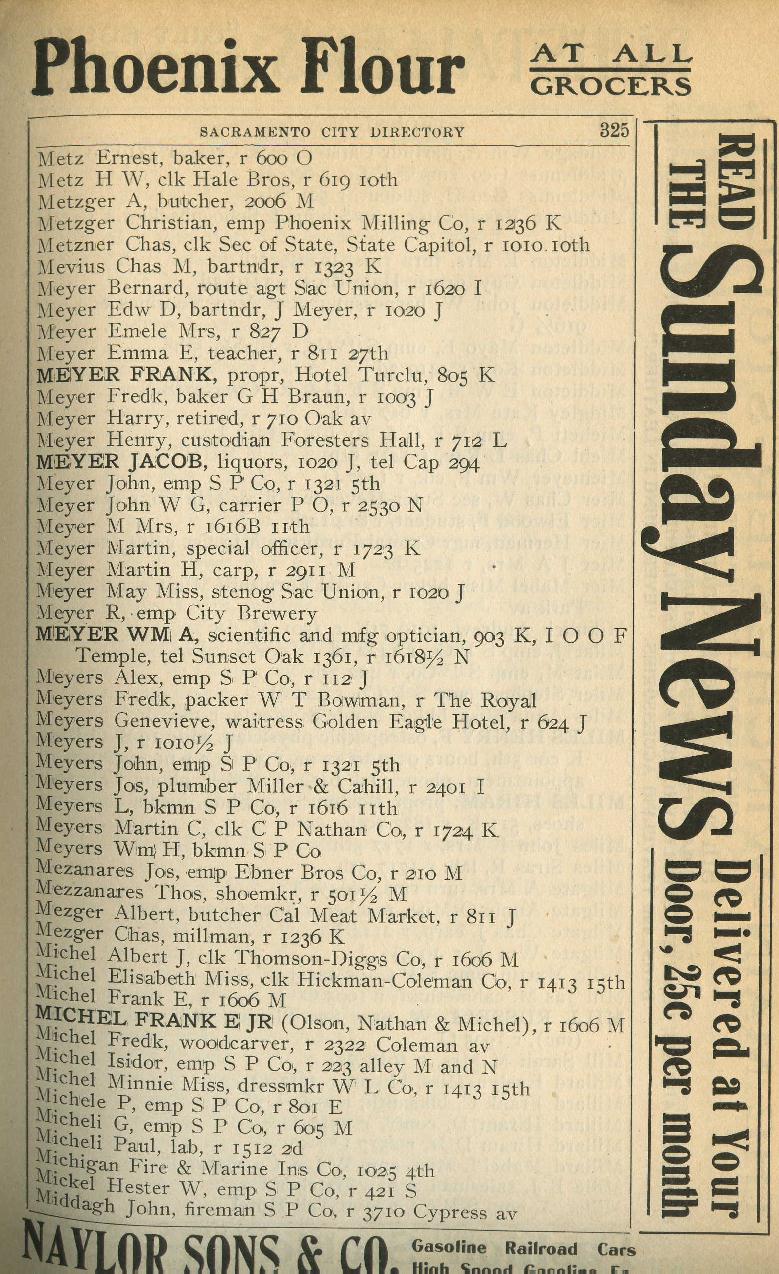 Phoenix Flour
AT ALL
GROCERS
SACRAMENTO CITY DIRECTORY 325
Metz Ernest, baker, r 600 O
Metz H W, clk Hale Bros, r 619 10th
Metzger A, butcher, 2006 M
Metzger Christian, emp Phoenix Milling Co, r 1236 K
Metzner Chas, clk Sec of State, State Capitol, r 1010 10th
Mevius Chas M, bartndr, r 1323 K
Meyer Bernard, route agt Sac Union, r 1620 I
Meyer Edw D, bartndr, J Meyer, r 1020 J
Meyer Emele Mrs, r 827 D
Meyer Emma E, teacher, r 811 27th
MEYER FRANK, propr, Hotel Turclu, 805 K
Meyer Fredk, baker G H Braun, r 1003 J
Meyer Harry, retired, r 710 Oak av
Meyer Henry, custodian Foresters Hall, r 712 L
MEYER JACOB, liquors, 1020 J, tel Cap 294
Meyer John, emp S P Co, r 1321 5th
Meyer John W G, carrier P O, r 2530 N
Meyer M Mrs, r 1616B 11th
Meyer Martin, special officer, r 1723 K
Meyer Martin H, carp, r 2911 M
Meyer May Miss, stenog Sac Union, r 1020 J
Meyer R, emp City Brewery
MEYER WM A, scientific and mfg optician, 903 K, I O O F
Temple, tel Sunset Oak 1361, r 1618½ N
Meyers Alex, emp S P Co, r 112 J
Meyers Fredk, packer W T Bowman, r The Royal
Meyers Genevieve, waitress Golden Eagle Hotel, r 624 J
Meyers J, r 1010½ J
Meyers John, emp S P Co, r 1321 5th
Meyers Jos, plumber Miller & Cahill, r 2401 I
Meyers L, bkmn S P Co, r 1616 11th
Meyers Martin C, clk C P Nathan Co, r 1724 K
Meyers Wm H, bkmn S P Co
Mezanares Jos, emp Ebner Bros Co, r 210 M
Mezzanares Thos, shoemkr, r 501½ M
Mezger Albert, butcher Cal Meat Market, r 811 J
Mezger Chas, millman, r 1236 K
Michel Albert J, clk Thomson-Diggs Co, r 1606 M
Michel Elisabeth Miss, clk Hickman-Coleman Co, r 1413 15th
Michel Frank E, r 1606 M
MICHEL FRANK E JR (Olson, Nathan & Michel), r 1606 M
Michel Fredk, woodcarver, r 2322 Coleman av
Michel Isidor, emp S P Co, r 223 alley M and N
Michel Minnie Miss, dressmkr W L Co, r 1413 15th
Michele P, emp S P Co, r 801 E
Micheli G, emp S P Co, r 605 M
Micheli Paul, lab, r 1512 2d
Michigan Fire & Marine Ins Co, 1025 4th
Mickel Hester W, emp S P Co, r 421 S
Middagh John, fireman S P Co, r 3710 Cypress av
READ
THE
Sunday News
Delivered at Your
Door, 25c per month
NAYLOR SONS & CO.
Gasoline Railroad Cars
High Speed Gasoline En